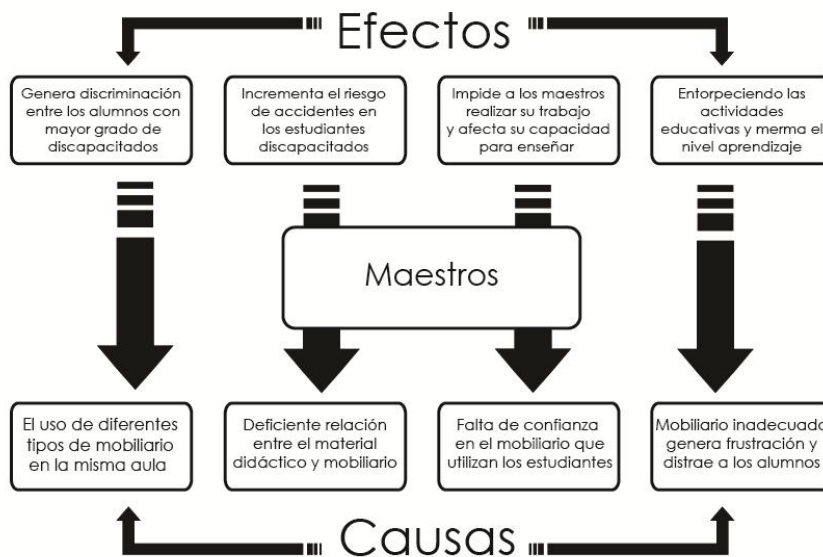 Efectos
Genera discriminación
entre los alumnos con
mayor grado de
discapacitados
Incrementa el riesgo
de accidentes en
los estudiantes
discapacitados
Impide a los maestros
realizar su trabajo
y afecta su capacidad
para enseñar
Entorpeciendo las
actividades
educativas y merma el
nivel aprendizaje
Maestros
El uso de diferentes
tipos de mobiliario
en la misma aula
Deficiente relación
entre el material
didáctico y mobiliario
Falta de confianza
en el mobiliario que
utilizan los estudiantes
Mobiliario inadecuado
genera frustración y
distrae a los alumnos
Causas